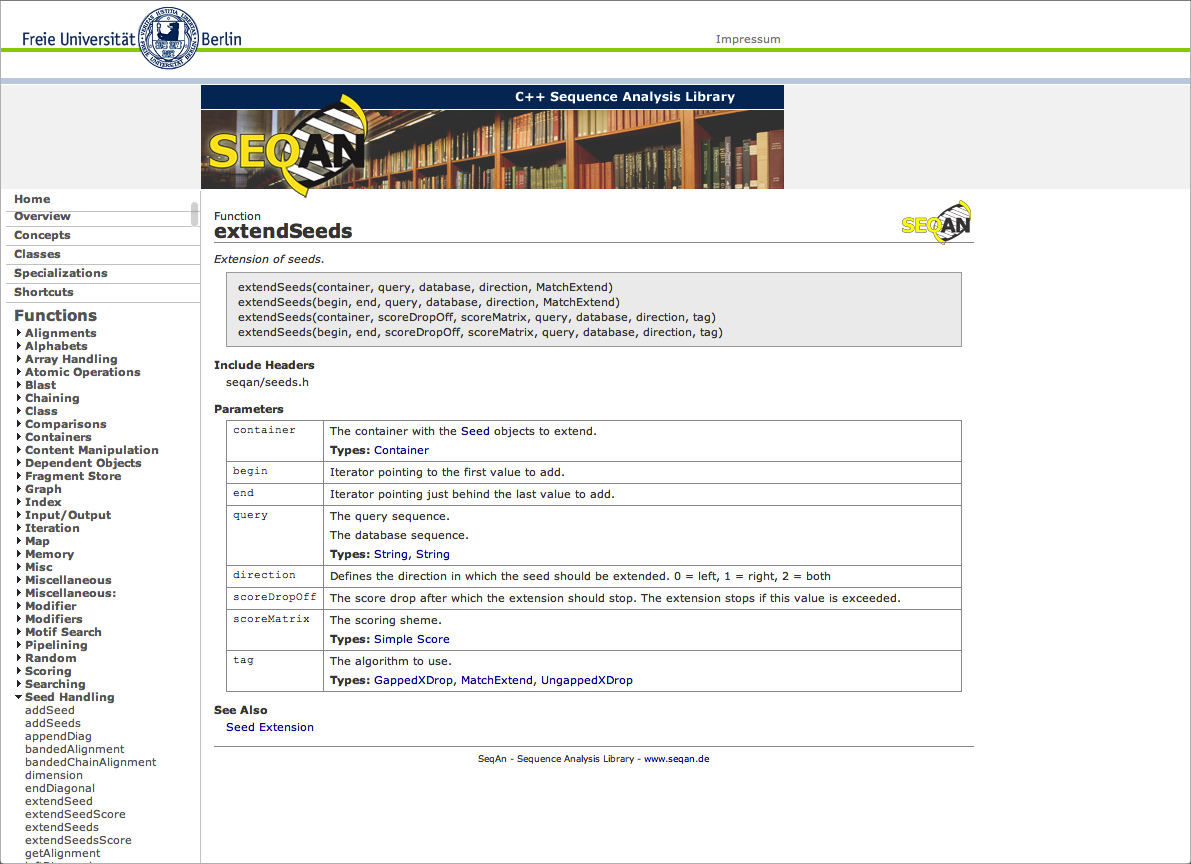 Freie Universität Berlin
Impressum
C++ Sequence Analysis Library
SEQAN
Home
Overview
Concepts
Classes
Specializations
Shortcuts
Functions
Alignments
Alphabets
Array Handling
Atomic Operations
Blast
Chaining
Class
Comparisons
Containers
Content Manipulation
Dependent Objects
Fragment Store
Graph
Index
Input/Output
Iteration
Map
Memory
Misc
Miscellaneous
Miscellaneous:
Modifier
Modifiers
Motif Search
Pipelining
Random
Scoring
Searching
Seed Handling
addSeed
addSeeds
appendDiag
bandedAlignment
bandedChainAlignment
dimension
endDiagonal
extendSeed
extendSeedScore
extendSeeds
extendSeedsScore
getAlignment
Function
extendSeeds
SEQAN
Extension of seeds.
extendSeeds(container, query, database, direction, MatchExtend)
extendSeeds(begin, end, query, database, direction, MatchExtend)
extendSeeds(container, scoreDropOff, scoreMatrix, query, database, direction, tag)
extendSeeds(begin, end, scoreDropOff, scoreMatrix, query, database, direction, tag)
Include Headers
seqan/seeds.h
Parameters
container
The container with the Seed objects to extend.
Types: Container
begin
Iterator pointing to the first value to add.
end
Iterator pointing just behind the last value to add.
query
The query sequence.
The database sequence.
Types: String, String
direction
Defines the direction in which the seed should be extended. 0 = left, 1 = right, 2 = both
scoreDropOff
The score drop after which the extension should stop. The extension stops if this value is exceeded.
scoreMatrix
The scoring sheme.
Types: Simple Score
tag
The algorithm to use.
Types: GappedXDrop, MatchExtend, UngappedXDrop
See Also
Seed Extension
SeqAn - Sequence Analysis Library - www.seqan.de